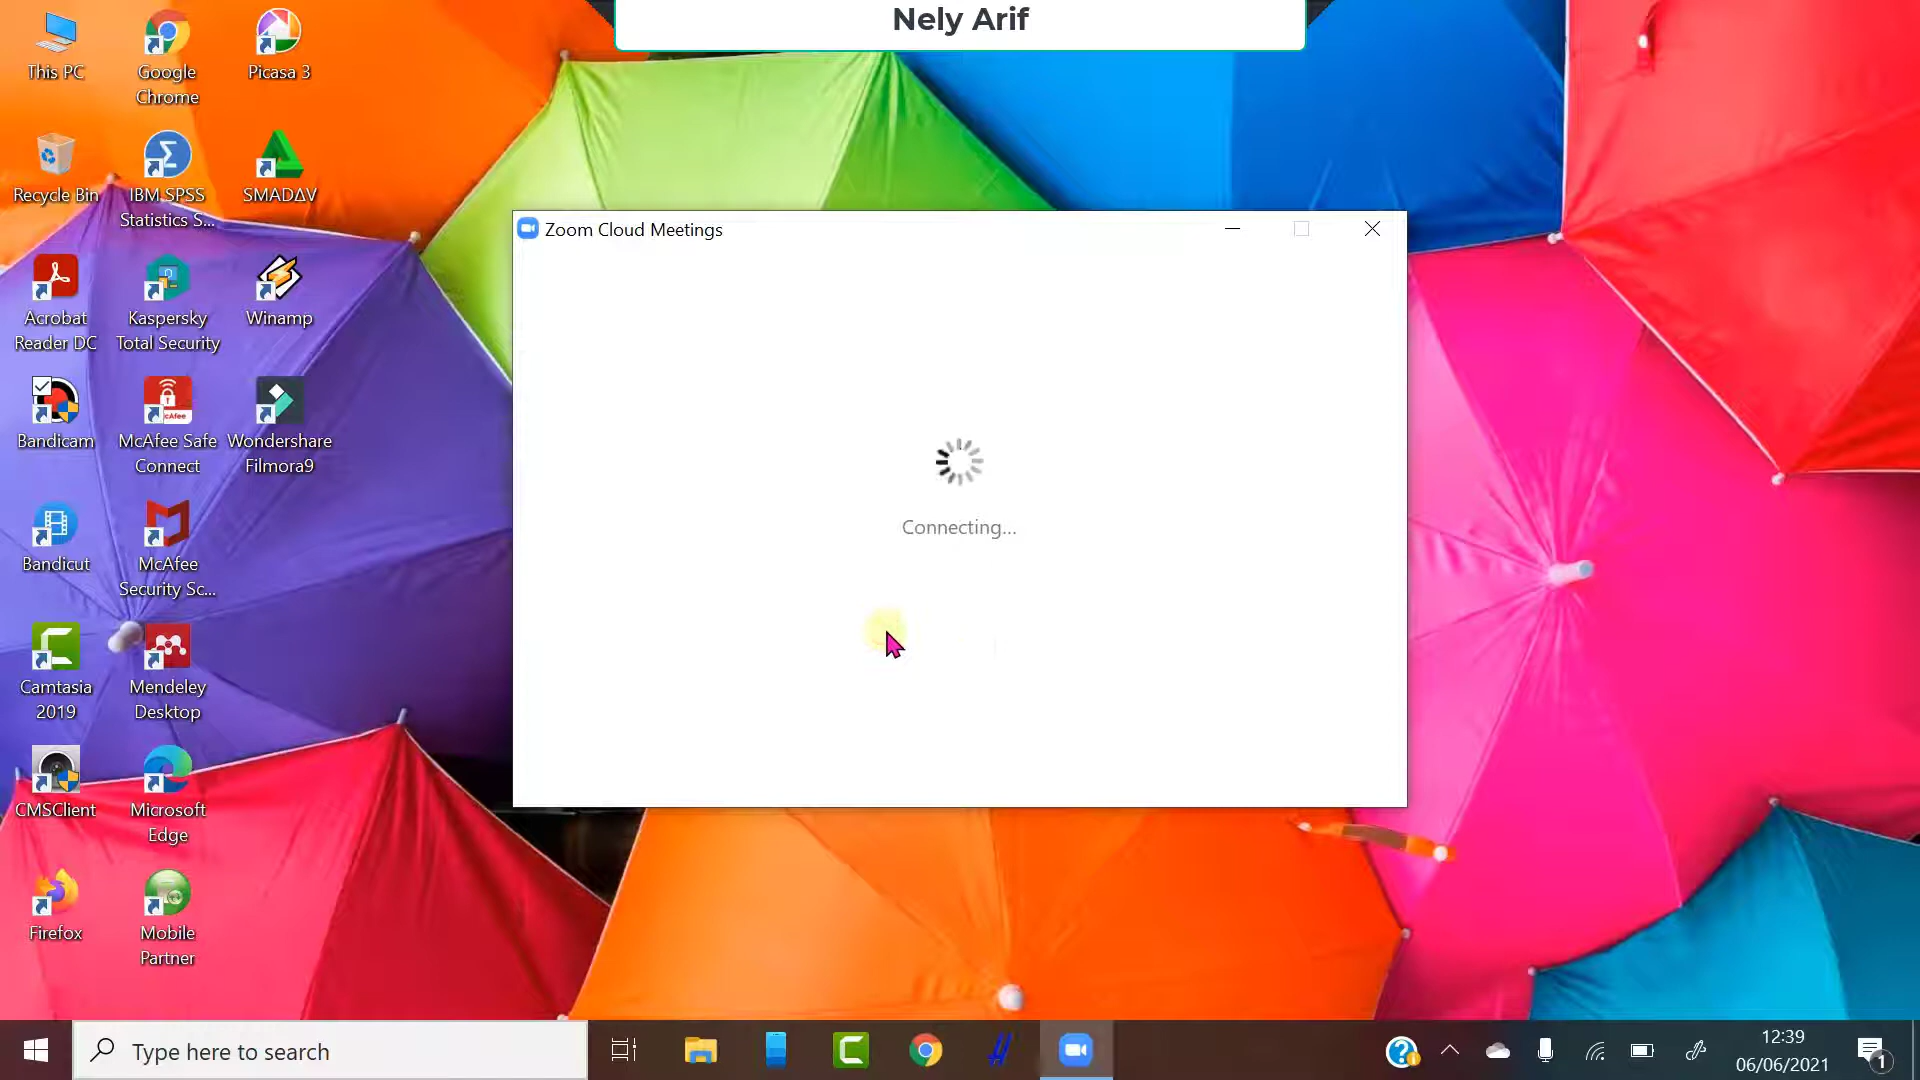 Nely Arif
This PC
Google
Chrome
Picasa 3
Recycle Bin
IBM SPSS
Statistics S...
SMADΔV
Acrobat
Reader DC
Kaspersky
Total Security
Winamp
Bandicam
McAfee Safe
Connect
Wondershare
Filmora9
Bandicut
McAfee
Security Sc...
Camtasia
2019
Mendeley
Desktop
CMSClient
Microsoft
Edge
Firefox
Mobile
Partner
Zoom Cloud Meetings
Connecting...
Type here to search
12:39
06/06/2021
1